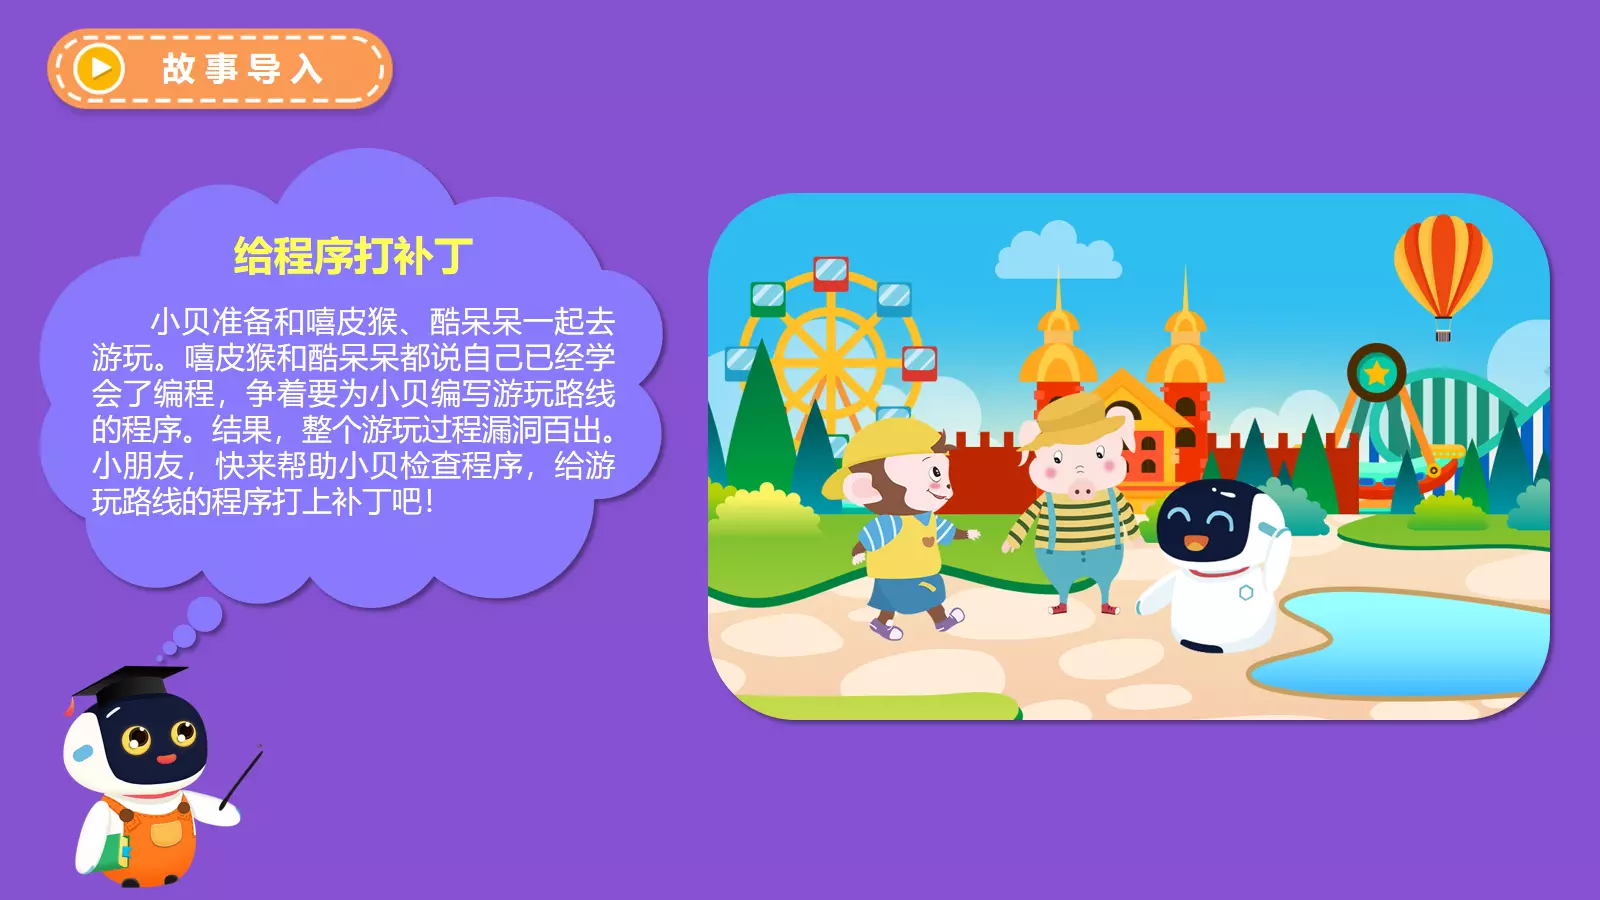 故事导入
给程序打补丁
小贝准备和嘻皮猴、酷呆呆一起去
游玩。嘻皮猴和酷呆呆都说自己已经学
会了编程，争着要为小贝编写游玩路线
的程序。结果，整个游玩过程漏洞百出。
小朋友，快来帮助小贝检查程序，给游
玩路线的程序打上补丁吧！